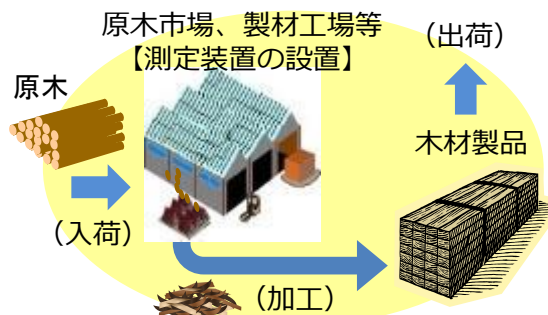 原木市場、製材工場等
【測定装置の設置】
（出荷）
原木
木材製品
（入荷）
（加工）